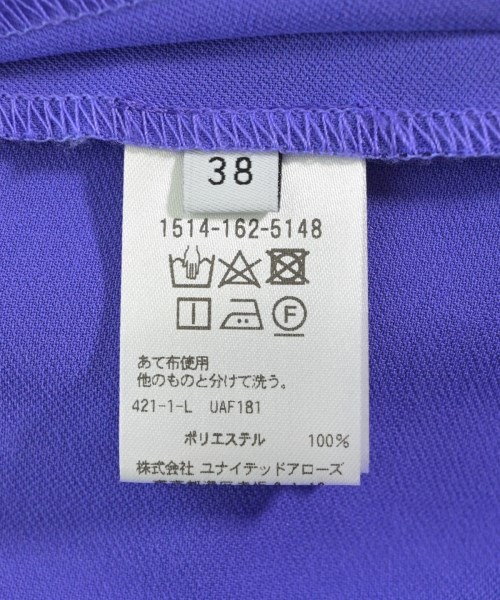 38
1514-162-5148
F
あて布使用
他のものと分けて洗う。
421-1-L UAF181
ポリエステル 100%
株式会社 ユナイテッドアローズ